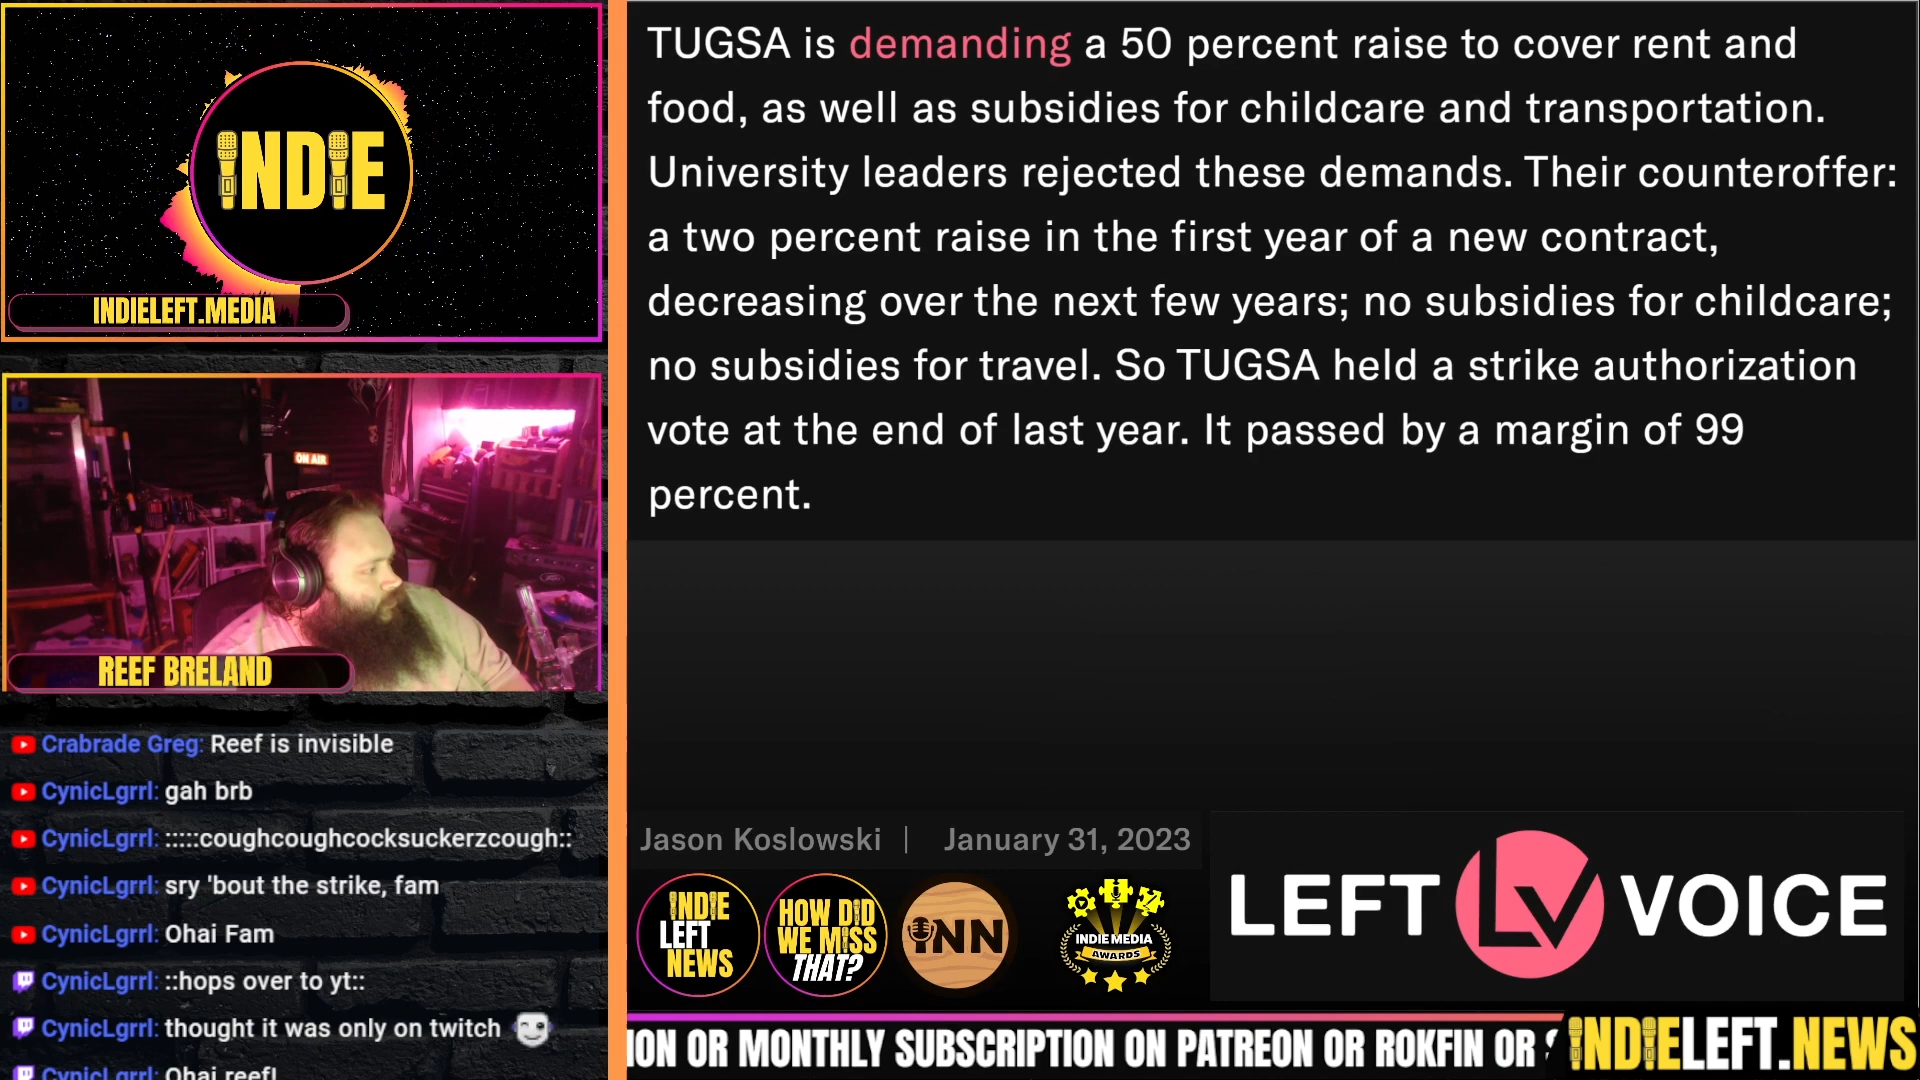 INDIE
INDIELEFT.MEDIA
ON AIR
REEF BRELAND
Crabrade Greg: Reef is invisible
CynicLgrrl: gah brb
CynicLgrrl: :::::coughcoughcocksuckerzcough::
CynicLgrrl: sry 'bout the strike, fam
CynicLgrrl: Ohai Fam
CynicLgrrl: ::hops over to yt::
CynicLgrrl: thought it was only on twitch
CynicLgrrl: Ohai reef!
TUGSA is demanding a 50 percent raise to cover rent and
food, as well as subsidies for childcare and transportation.
University leaders rejected these demands. Their counteroffer:
a two percent raise in the first year of a new contract,
decreasing over the next few years; no subsidies for childcare;
no subsidies for travel. So TUGSA held a strike authorization
vote at the end of last year. It passed by a margin of 99
percent.
Jason Koslowski | January 31, 2023
INDIE
LEFT
NEWS
HOW DID
WE MISS
THAT?
INN
INDIE MEDIA
AWARDS
LEFT LV VOICE
ION OR MONTHLY SUBSCRIPTION ON PATREON OR ROKFIN OR
INDIELEFT.NEWS